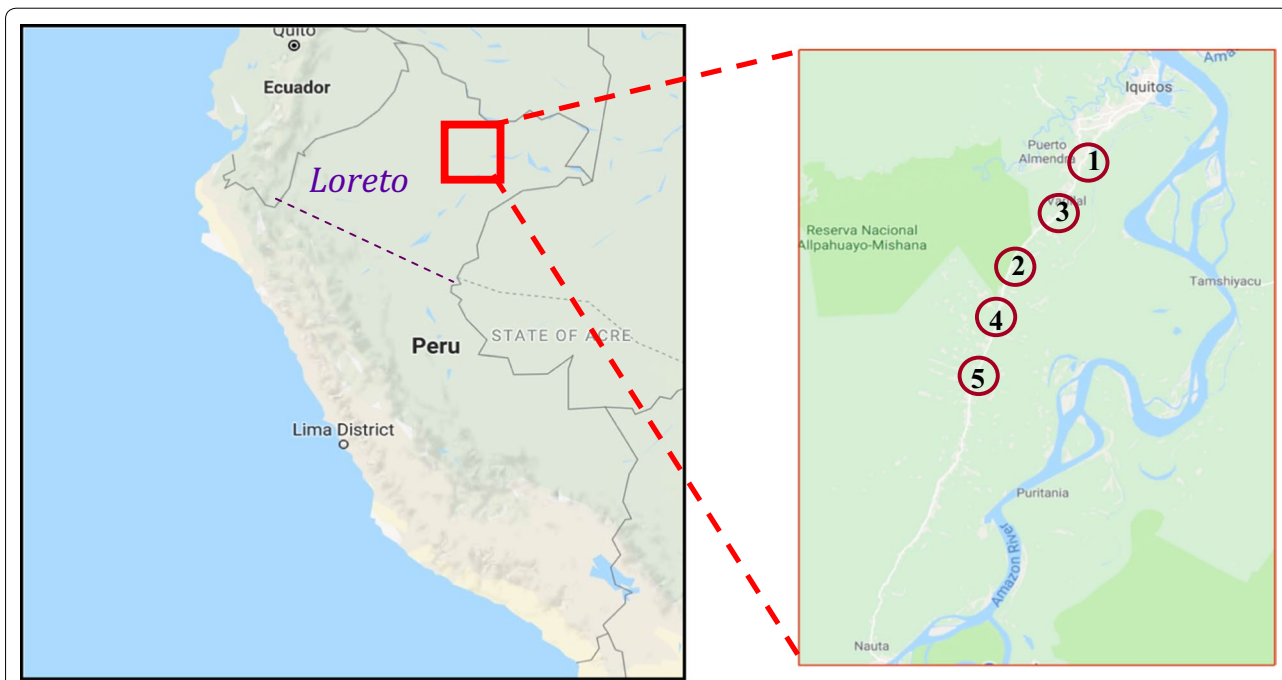 Quito
Ecuador
Loreto
Peru
STATE OF ACRE
Lima District
Iquitos
Puerto
Almendra
1
3
Reserva Nacional
Allpahuayo-Mishana
2
Tamshiyacu
4
5
Puritania
Amazon River
Nauta